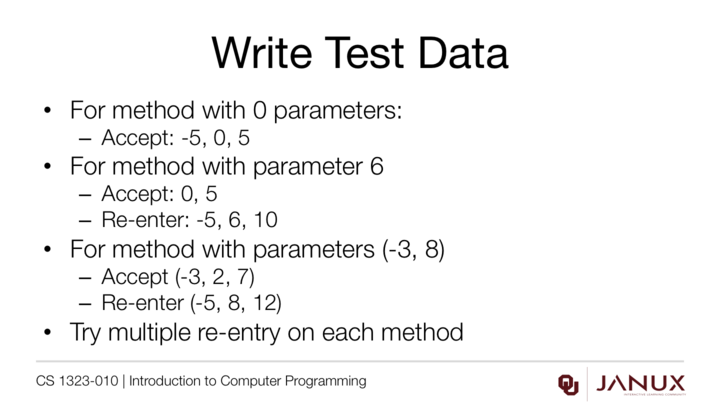 Write Test Data
• For method with 0 parameters:
– Accept: -5, 0, 5
• For method with parameter 6
– Accept: 0, 5
– Re-enter: -5, 6, 10
• For method with parameters (-3, 8)
– Accept (-3, 2, 7)
– Re-enter (-5, 8, 12)
• Try multiple re-entry on each method
CS 1323-010 | Introduction to Computer Programming
JANUX
INTERACTIVE LEARNING COMMUNITY